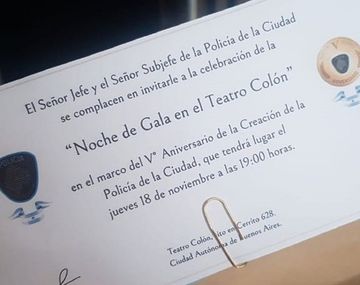 El Señor Jefe y el Señor Subjefe de la Policía de la Ciudad
se complacen en invitarle a la celebración de la
“Noche de Gala en el Teatro Colón”
en el marco del V° Aniversario de la Creación de la
Policía de la Ciudad, que tendrá lugar el
jueves 18 de noviembre a las 19:00 horas.
Teatro Colón, sito en Cerrito 628.
Ciudad Autónoma de Buenos Aires.
POLICÍA